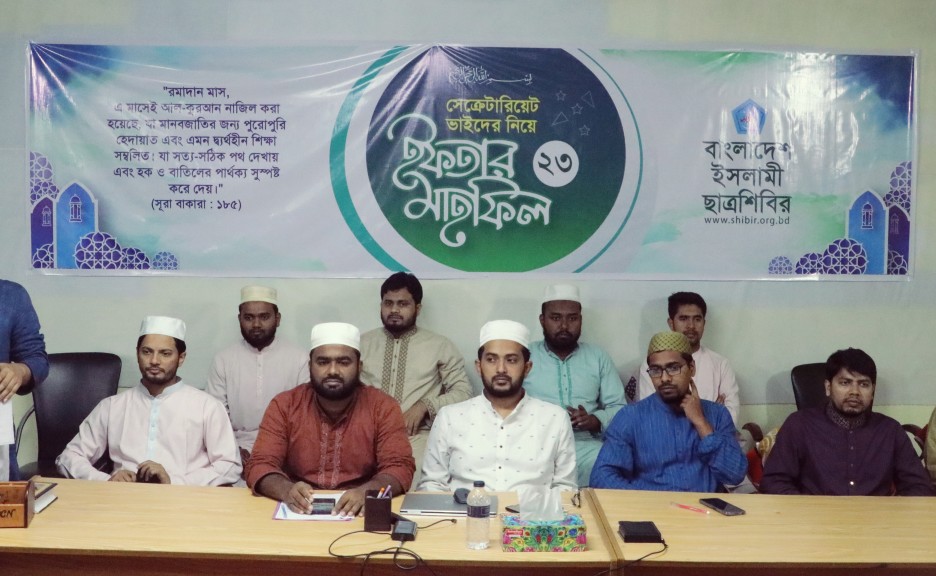 "রমাদান মাস,
এ মাসেই আল-কুরআন নাজিল করা
হয়েছে, যা মানবজাতির জন্য পুরোপুরি
হেদায়াত এবং এমন দ্ব্যর্থহীন শিক্ষা
সম্বলিত। যা সত্য-সঠিক পথ দেখায়
এবং হক ও বাতিলের পার্থক্য সুস্পষ্ট
করে দেয়।"
(সূরা বাকারা : ১৮৫)
সেক্রেটারিয়েট
ভাইদের নিয়ে
ইফতার
মাহফিল
২৩
বাংলাদেশ
ইসলামী
ছাত্রশিবির
www.shibir.org.bd